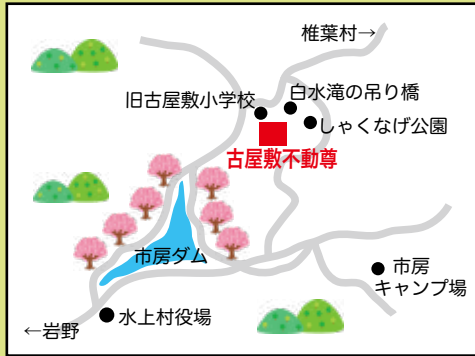 椎葉村→
白水滝の吊り橋
旧古屋敷小学校
しゃくなげ公園
古屋敷不動尊
市房ダム
市房
キャンプ場
水上村役場
←岩野